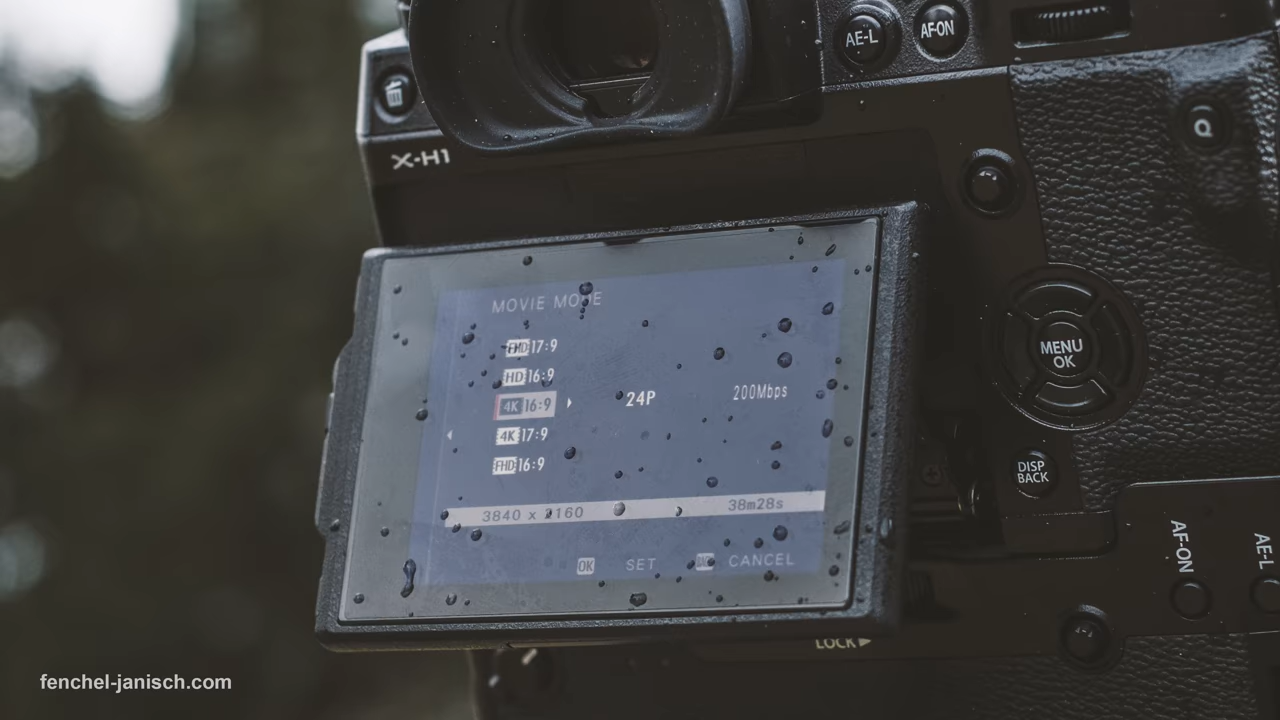 AE-L
AF-ON
X-H1
Q
MOVIE MODE
FHD 17:9
HD 16:9
4K 16:9
24P
200Mbps
4K 17:9
FHD 16:9
3840 x 2160
38m28s
OK SET
CANCEL
MENU
OK
DISP
BACK
AF-ON
AE-L
LOCK
fenchel-janisch.com